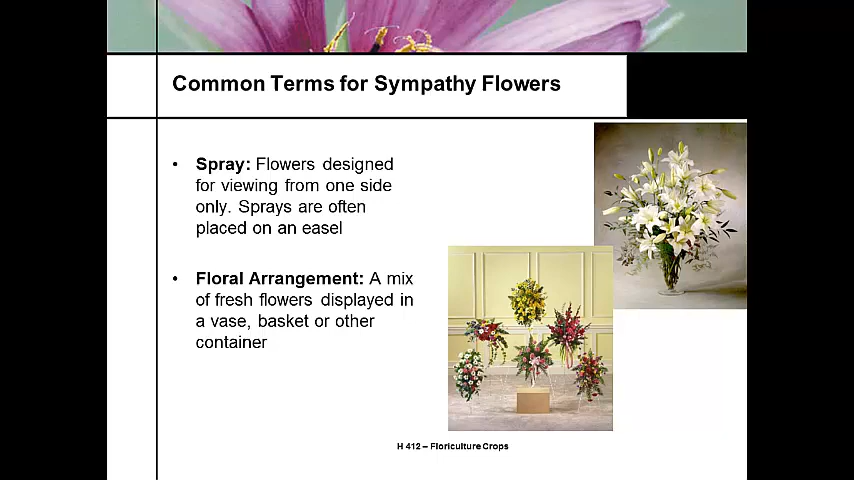 Common Terms for Sympathy Flowers
• Spray: Flowers designed
for viewing from one side
only. Sprays are often
placed on an easel
• Floral Arrangement: A mix
of fresh flowers displayed in
a vase, basket or other
container
H 412 – Floriculture Crops